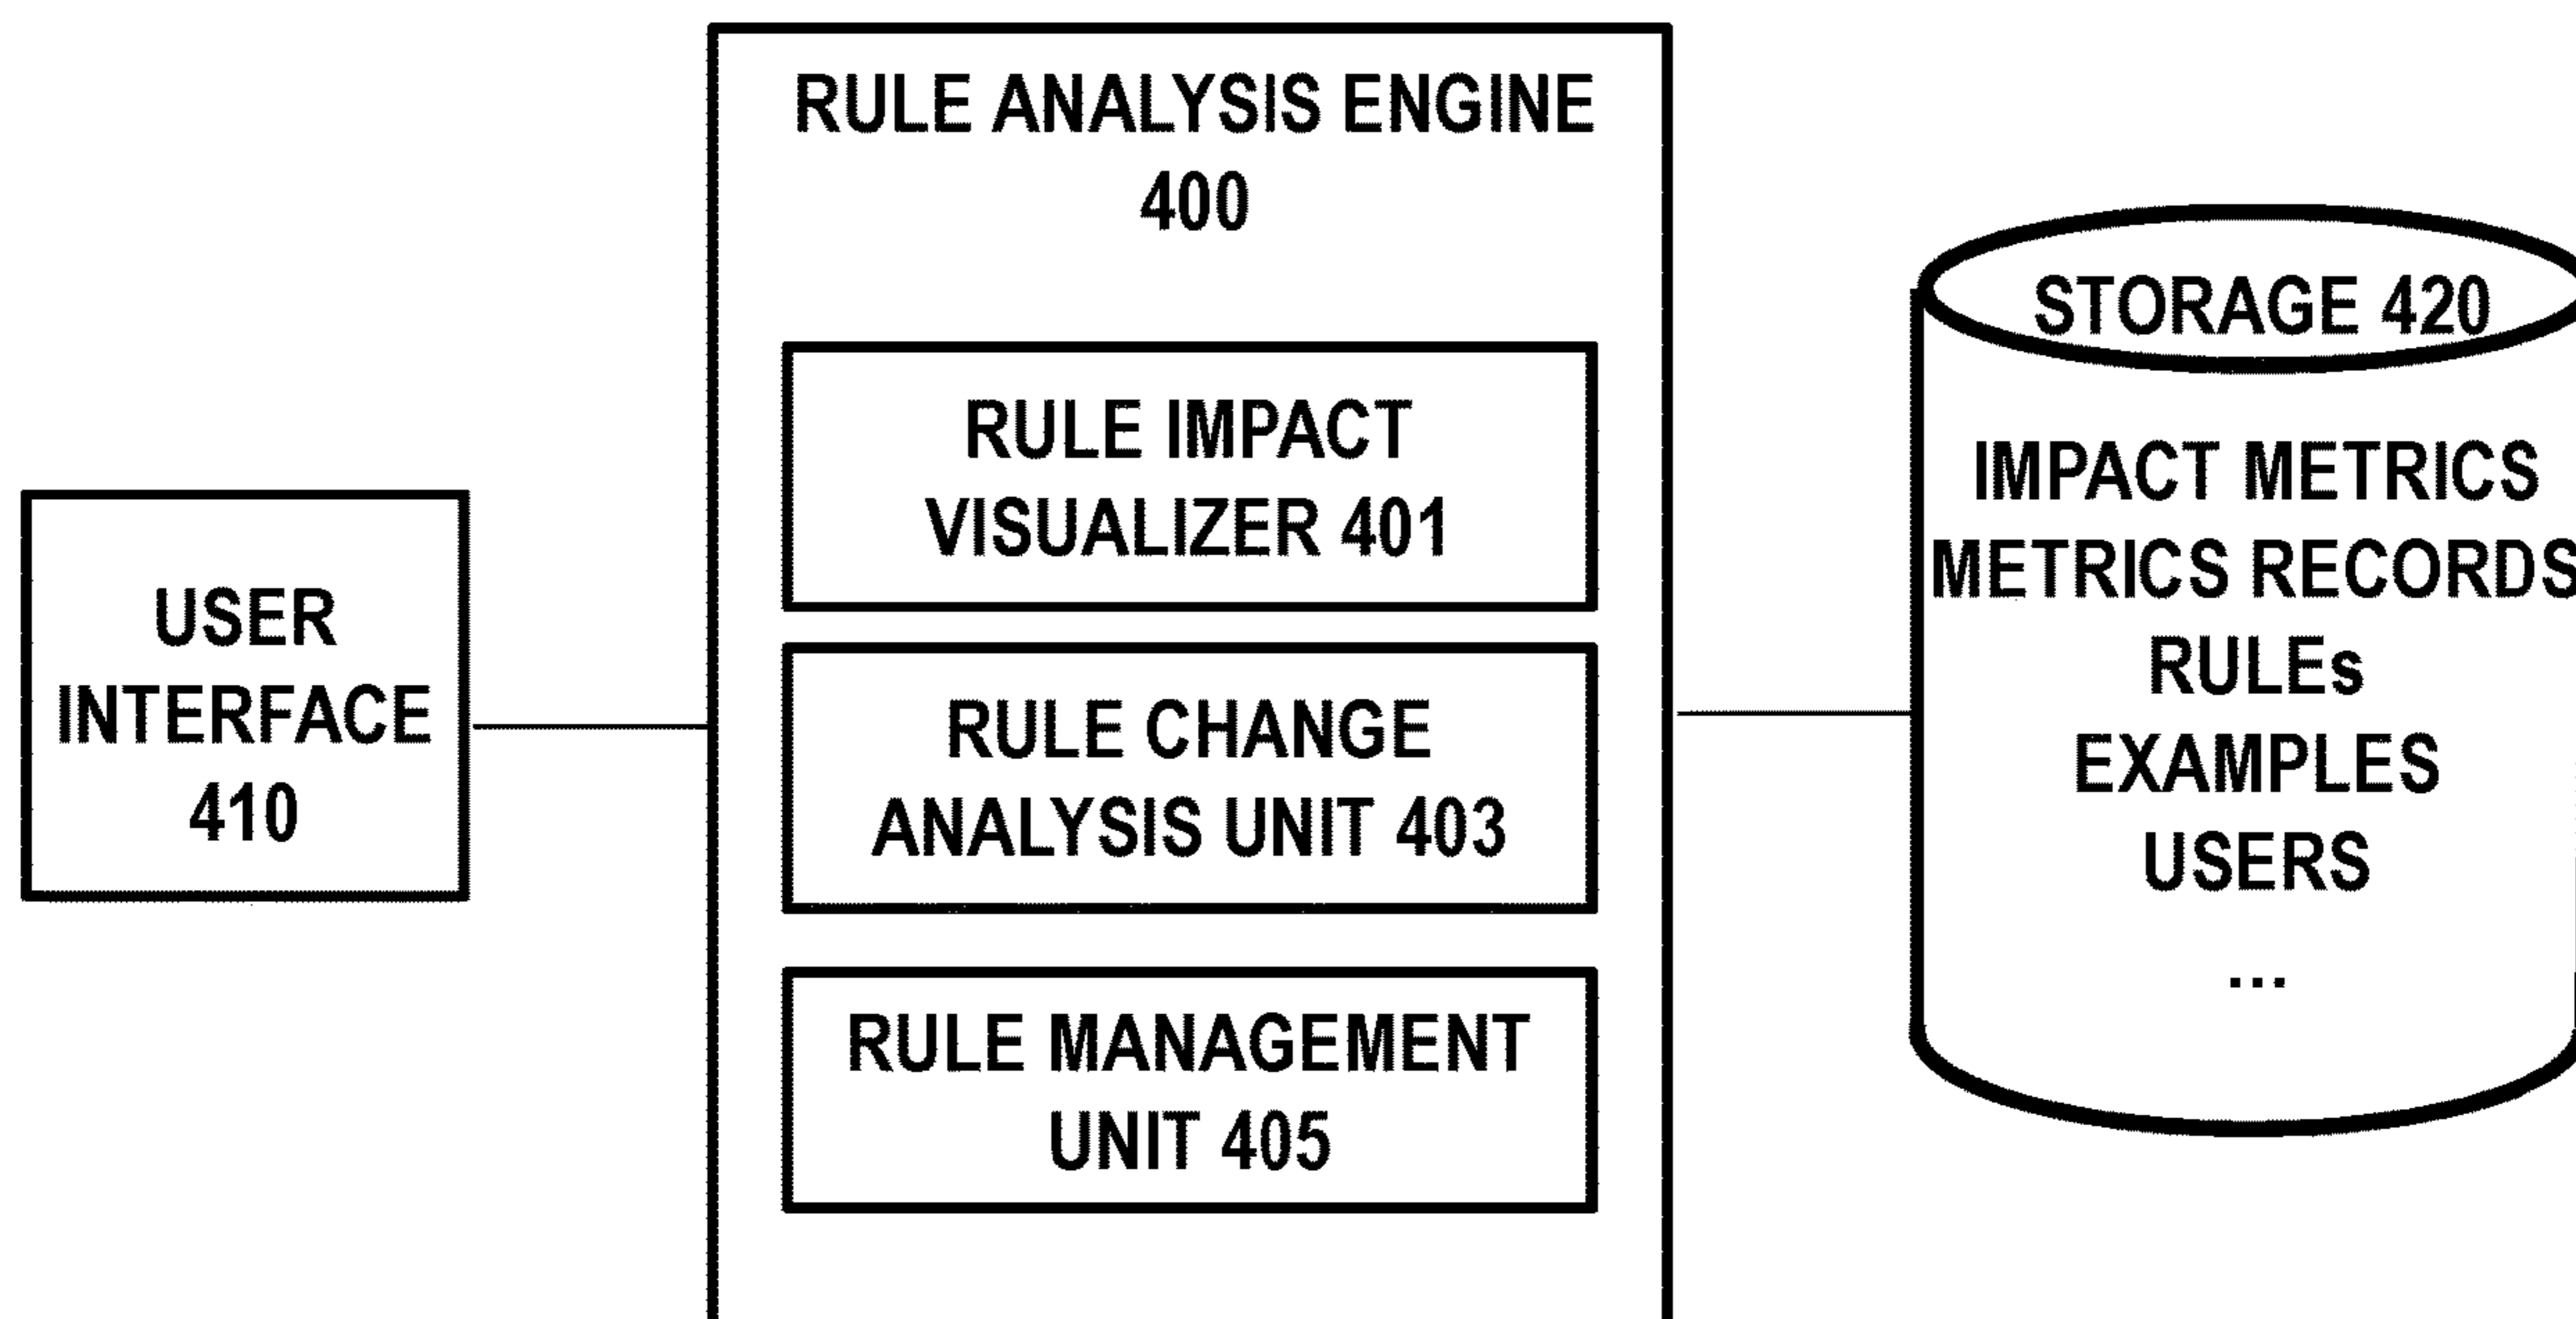 USER
INTERFACE
410
RULE ANALYSIS ENGINE
400
RULE IMPACT
VISUALIZER 401
RULE CHANGE
ANALYSIS UNIT 403
RULE MANAGEMENT
UNIT 405
STORAGE 420
IMPACT METRICS
METRICS RECORDS
RULEs
EXAMPLES
USERS
...